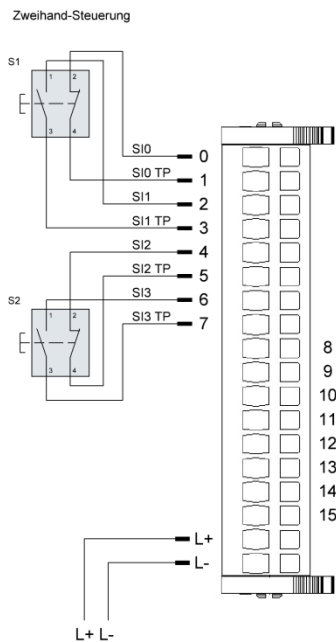 Zweihand-Steuerung
S1
1 2
3 4
SI0 0
SI0 TP 1
SI1 2
SI1 TP 3
SI2 4
SI2 TP 5
SI3 6
SI3 TP 7
S2
1 2
3 4
8
9
10
11
12
13
14
15
L+
L-
L+ L-